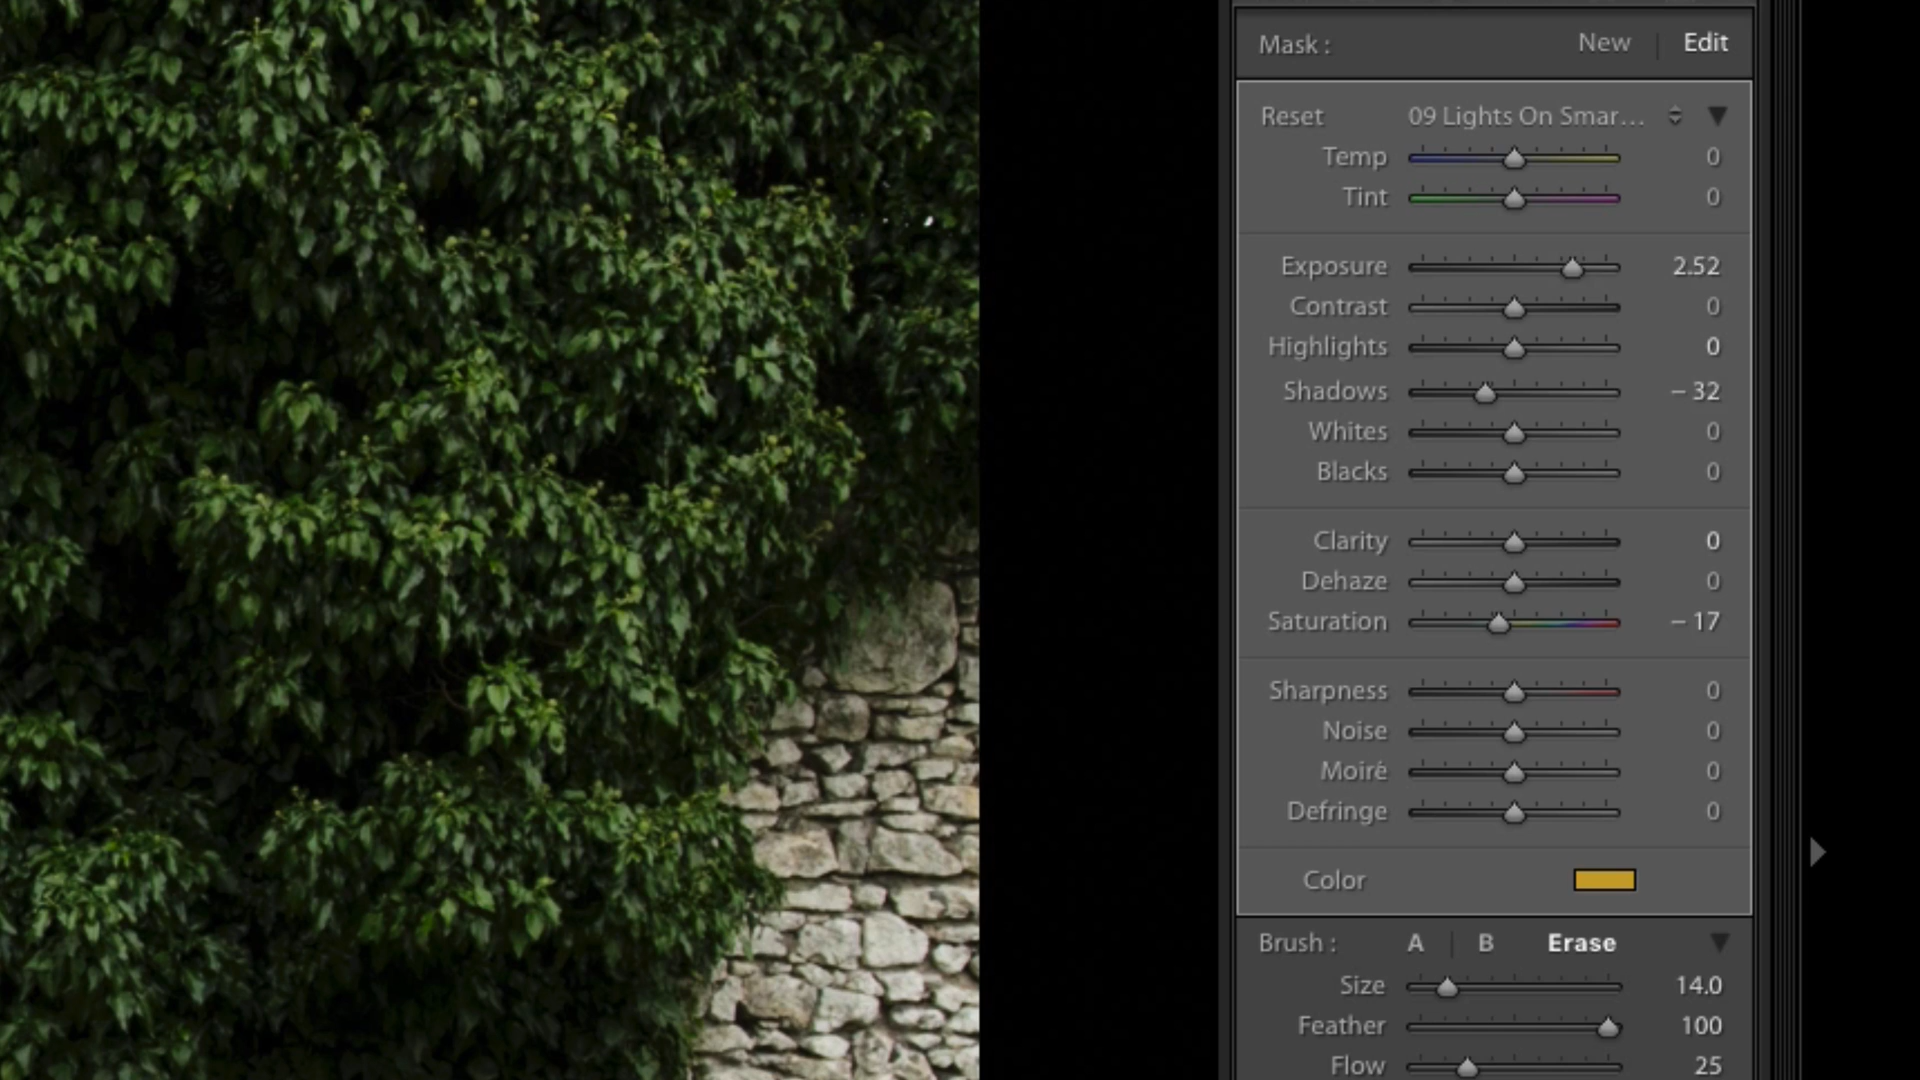 Mask : New Edit
Reset 09 Lights On Smar...
Temp 0
Tint 0
Exposure 2.52
Contrast 0
Highlights 0
Shadows – 32
Whites 0
Blacks 0
Clarity 0
Dehaze 0
Saturation – 17
Sharpness 0
Noise 0
Moiré 0
Defringe 0
Color
Brush : A B Erase
Size 14.0
Feather 100
Flow 25